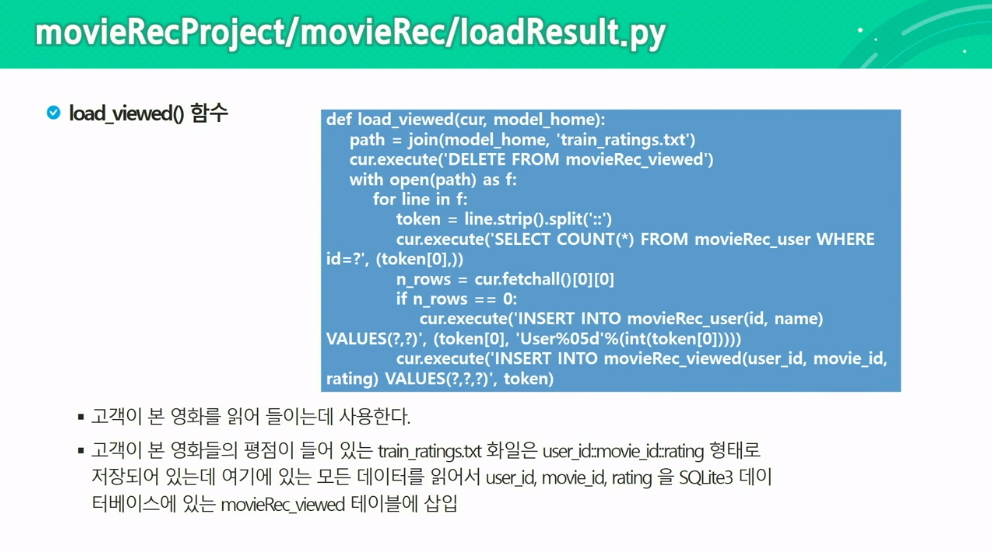 movieRecProject/movieRec/loadResult.py
load_viewed() 함수
def load_viewed(cur, model_home):
path = join(model_home, 'train_ratings.txt')
cur.execute('DELETE FROM movieRec_viewed')
with open(path) as f:
for line in f:
token = line.strip().split('::')
cur.execute('SELECT COUNT(*) FROM movieRec_user WHERE
id=?', (token[0],))
n_rows = cur.fetchall()[0][0]
if n_rows == 0:
cur.execute('INSERT INTO movieRec_user(id, name)
VALUES(?,?)', (token[0], 'User%05d'%(int(token[0]))))
cur.execute('INSERT INTO movieRec_viewed(user_id, movie_id,
rating) VALUES(?,?,?)', token)
▪ 고객이 본 영화를 읽어 들이는데 사용한다.
▪ 고객이 본 영화들의 평점이 들어 있는 train_ratings.txt 화일은 user_id::movie_id::rating 형태로
저장되어 있는데 여기에 있는 모든 데이터를 읽어서 user_id, movie_id, rating 을 SQLite3 데이
터베이스에 있는 movieRec_viewed 테이블에 삽입